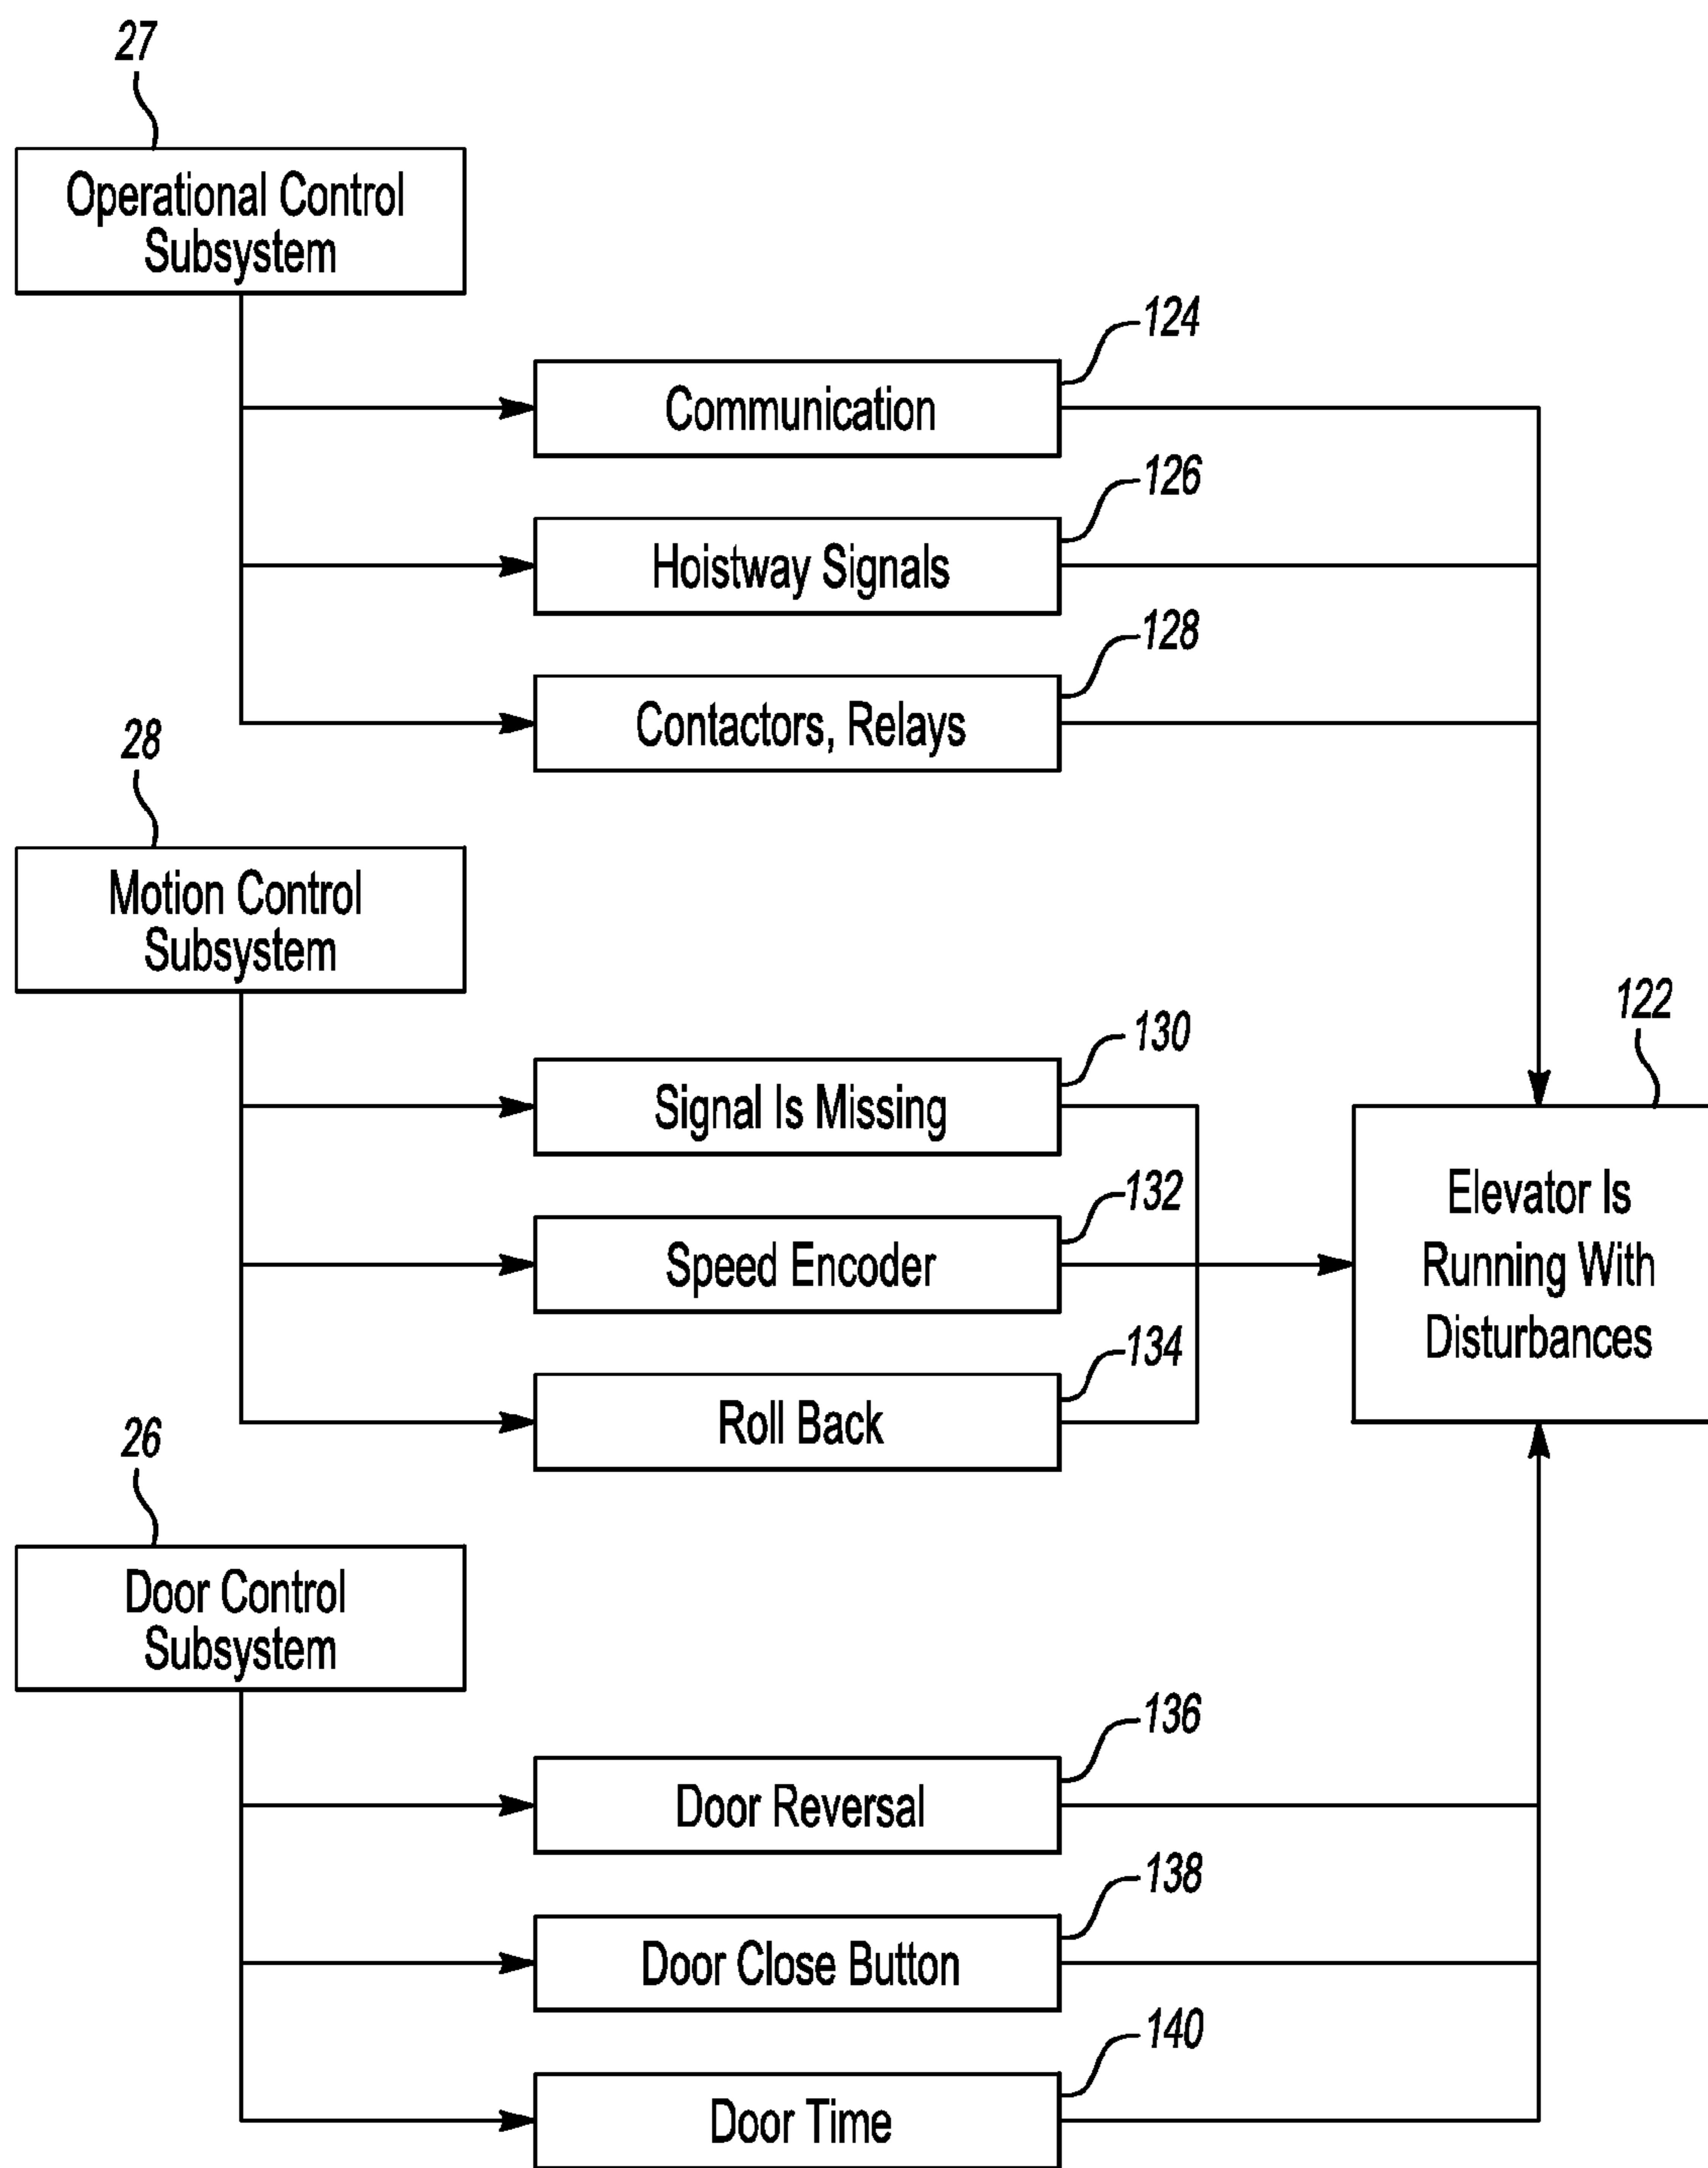 27
Operational Control
Subsystem
124
Communication
126
Hoistway Signals
128
Contactors, Relays
28
Motion Control
Subsystem
130
Signal Is Missing
132
Speed Encoder
134
Roll Back
122
Elevator Is
Running With
Disturbances
26
Door Control
Subsystem
136
Door Reversal
138
Door Close Button
140
Door Time